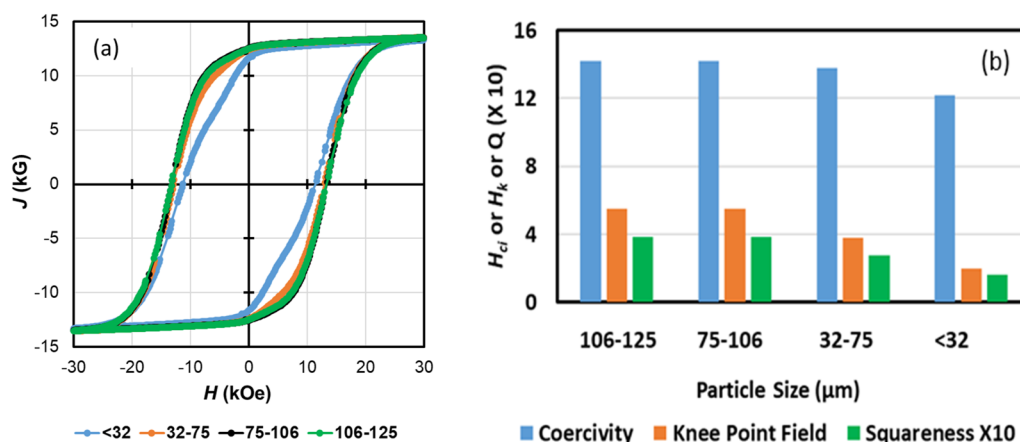 (a)
15
10
5
0
-5
-10
-15
J (kG)
-30 -20 -10 0 10 20 30
H (kOe)
<32 32-75 75-106 106-125
(b)
16
12
8
4
0
Hci or Hk or Q (X 10)
106-125 75-106 32-75 <32
Particle Size (µm)
Coercivity Knee Point Field Squareness X10